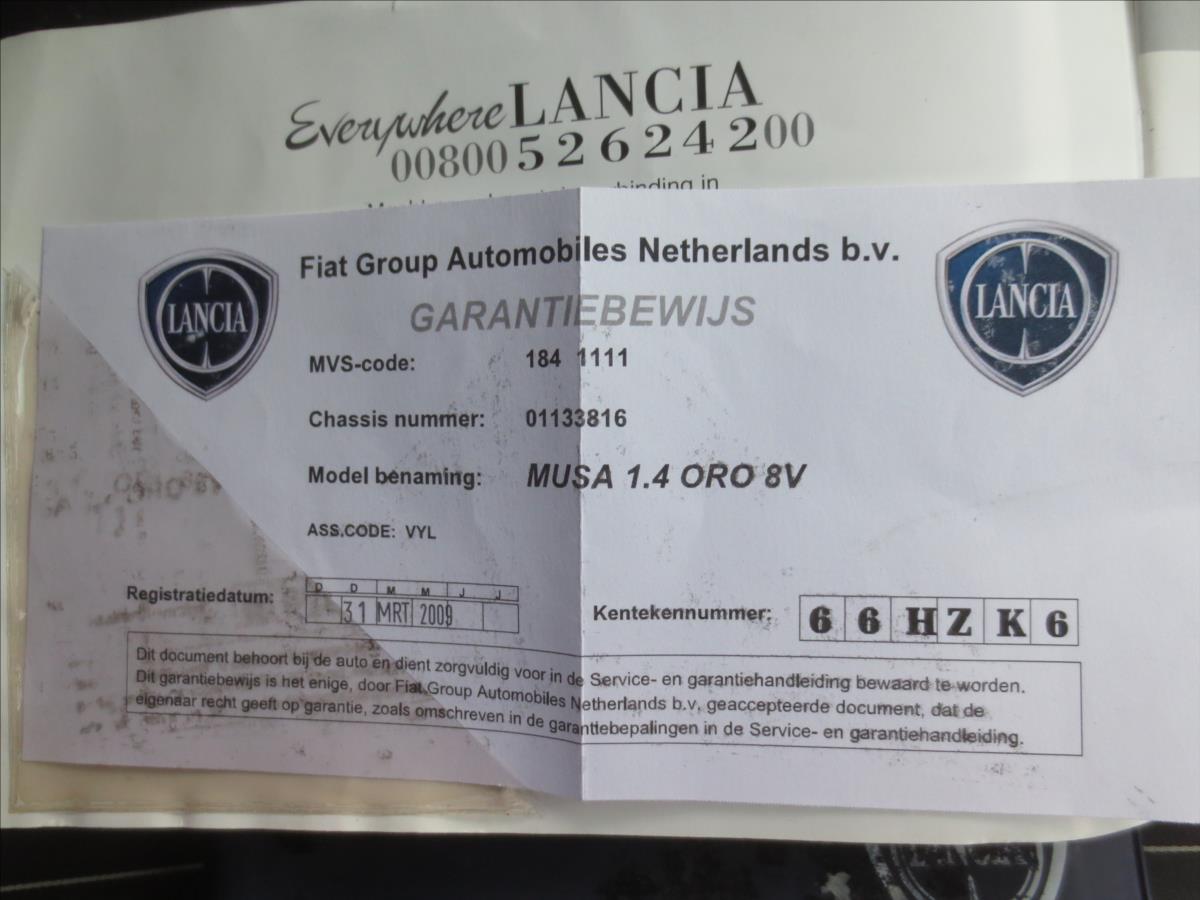 Everywhere LANCIA
00800 52624200
binding in
LANCIA
Fiat Group Automobiles Netherlands b.v.
LANCIA
GARANTIEBEWIJS
MVS-code: 184 1111
Chassis nummer: 01133816
Model benaming: MUSA 1.4 ORO 8V
ASS.CODE: VYL
D D M M J J
Registratiedatum: 31 MRT 2009
Kentekennummer: 6 6 H Z K 6
Dit document behoort bij de auto en dient zorgvuldig voor in de Service- en garantiehandleiding bewaard te worden.
Dit garantiebewijs is het enige, door Fiat Group Automobiles Netherlands b.v. geaccepteerde document, dat de
eigenaar recht geeft op garantie, zoals omschreven in de garantiebepalingen in de Service- en garantiehandleiding.
LANCIA